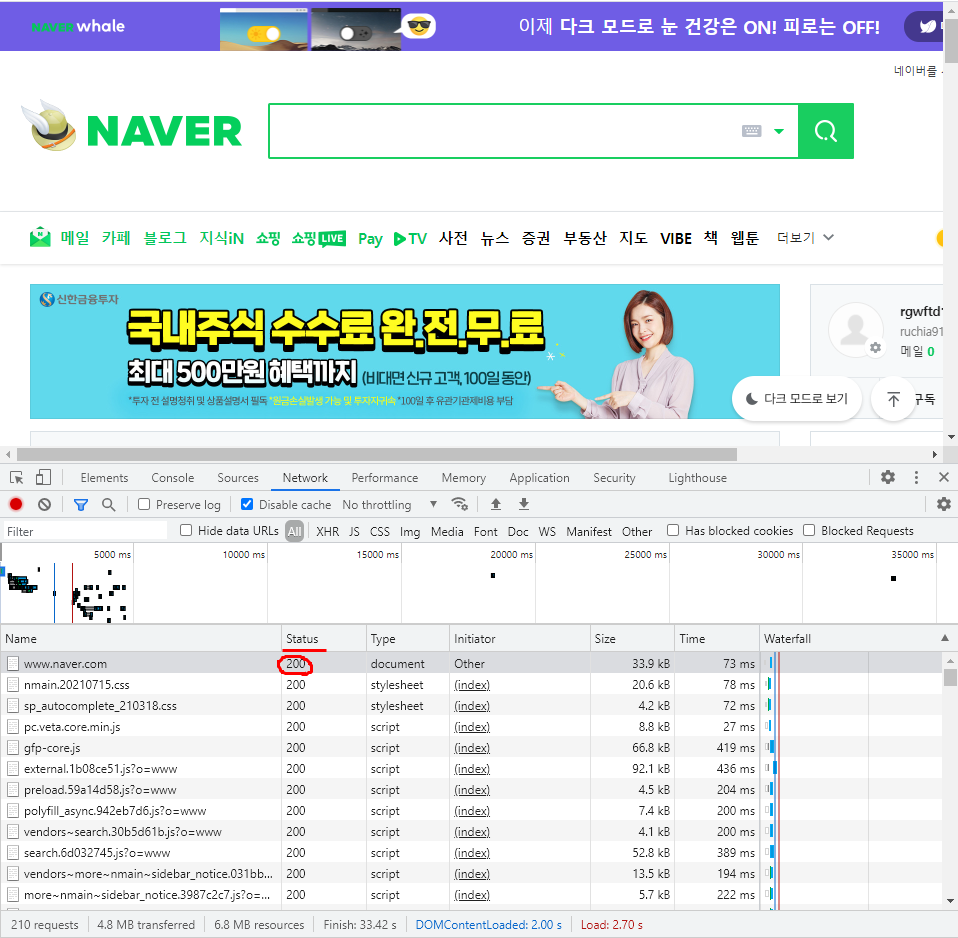 NAVER whale
이제 다크 모드로 눈 건강은 ON! 피로는 OFF!
네이버를
NAVER
메일 카페 블로그 지식iN 쇼핑 쇼핑LIVE Pay TV 사전 뉴스 증권 부동산 지도 VIBE 책 웹툰 더보기
신한금융투자
국내주식 수수료 완.전.무.료
최대 500만원 혜택까지 (비대면 신규 고객, 100일 동안)
*투자 전 설명청취 및 상품설명서 필독 *원금손실발생 가능 및 투자자귀속 *100일 후 유관기관제비용 부담
rgwftd
ruchia91
메일 0
다크 모드로 보기
구독
Elements Console Sources Network Performance Memory Application Security Lighthouse
Preserve log Disable cache No throttling
Filter Hide data URLs All XHR JS CSS Img Media Font Doc WS Manifest Other Has blocked cookies Blocked Requests
5000 ms 10000 ms 15000 ms 20000 ms 25000 ms 30000 ms 35000 ms
Name Status Type Initiator Size Time Waterfall
www.naver.com 200 document Other 33.9 kB 73 ms
nmain.20210715.css 200 stylesheet (index) 20.6 kB 78 ms
sp_autocomplete_210318.css 200 stylesheet (index) 4.2 kB 72 ms
pc.veta.core.min.js 200 script (index) 8.8 kB 27 ms
gfp-core.js 200 script (index) 66.8 kB 419 ms
external.1b08ce51.js?o=www 200 script (index) 92.1 kB 436 ms
preload.59a14d58.js?o=www 200 script (index) 4.5 kB 204 ms
polyfill_async.942eb7d6.js?o=www 200 script (index) 7.4 kB 200 ms
vendors~search.30b5d61b.js?o=www 200 script (index) 4.1 kB 200 ms
search.6d032745.js?o=www 200 script (index) 52.8 kB 389 ms
vendors~more~nmain~sidebar_notice.031bb... 200 script (index) 13.5 kB 194 ms
more~nmain~sidebar_notice.3987c2c7.js?o=... 200 script (index) 5.7 kB 222 ms
210 requests 4.8 MB transferred 6.8 MB resources Finish: 33.42 s DOMContentLoaded: 2.00 s Load: 2.70 s